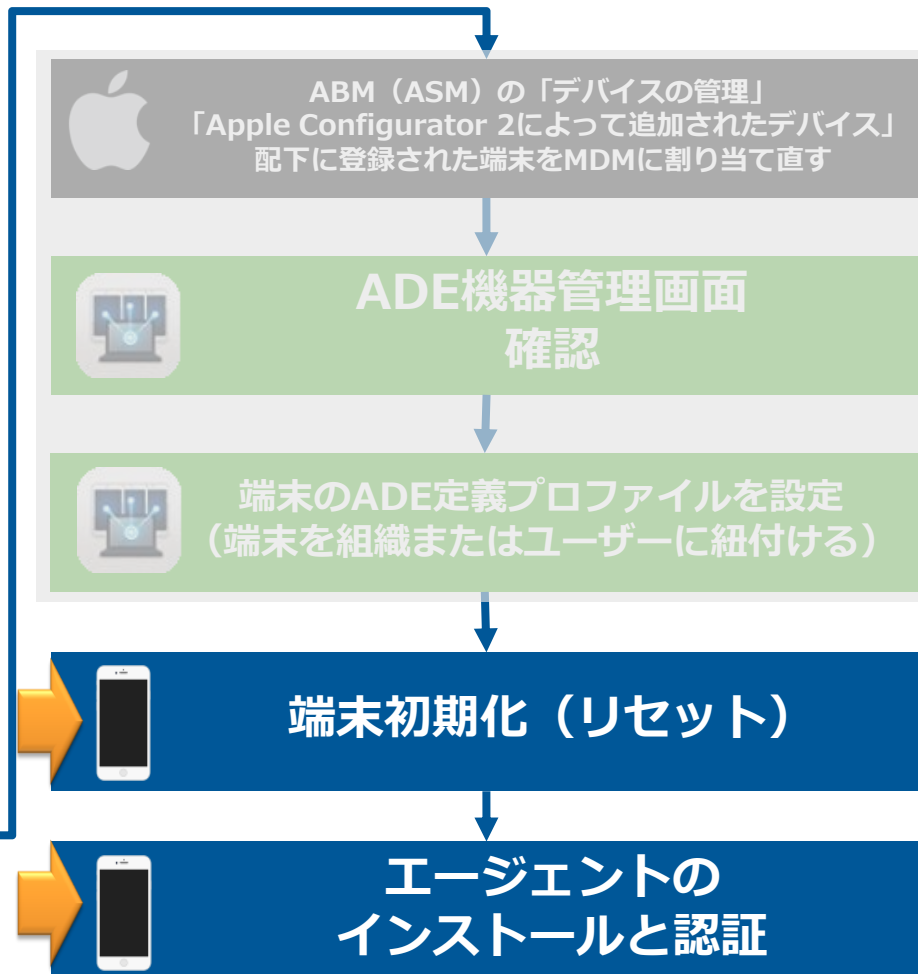 ABM（ASM）の「デバイスの管理」
「Apple Configurator 2によって追加されたデバイス」
配下に登録された端末をMDMに割り当て直す
ADE機器管理画面
確認
端末のADE定義プロファイルを設定
（端末を組織またはユーザーに紐付ける）
端末初期化（リセット）
エージェントの
インストールと認証